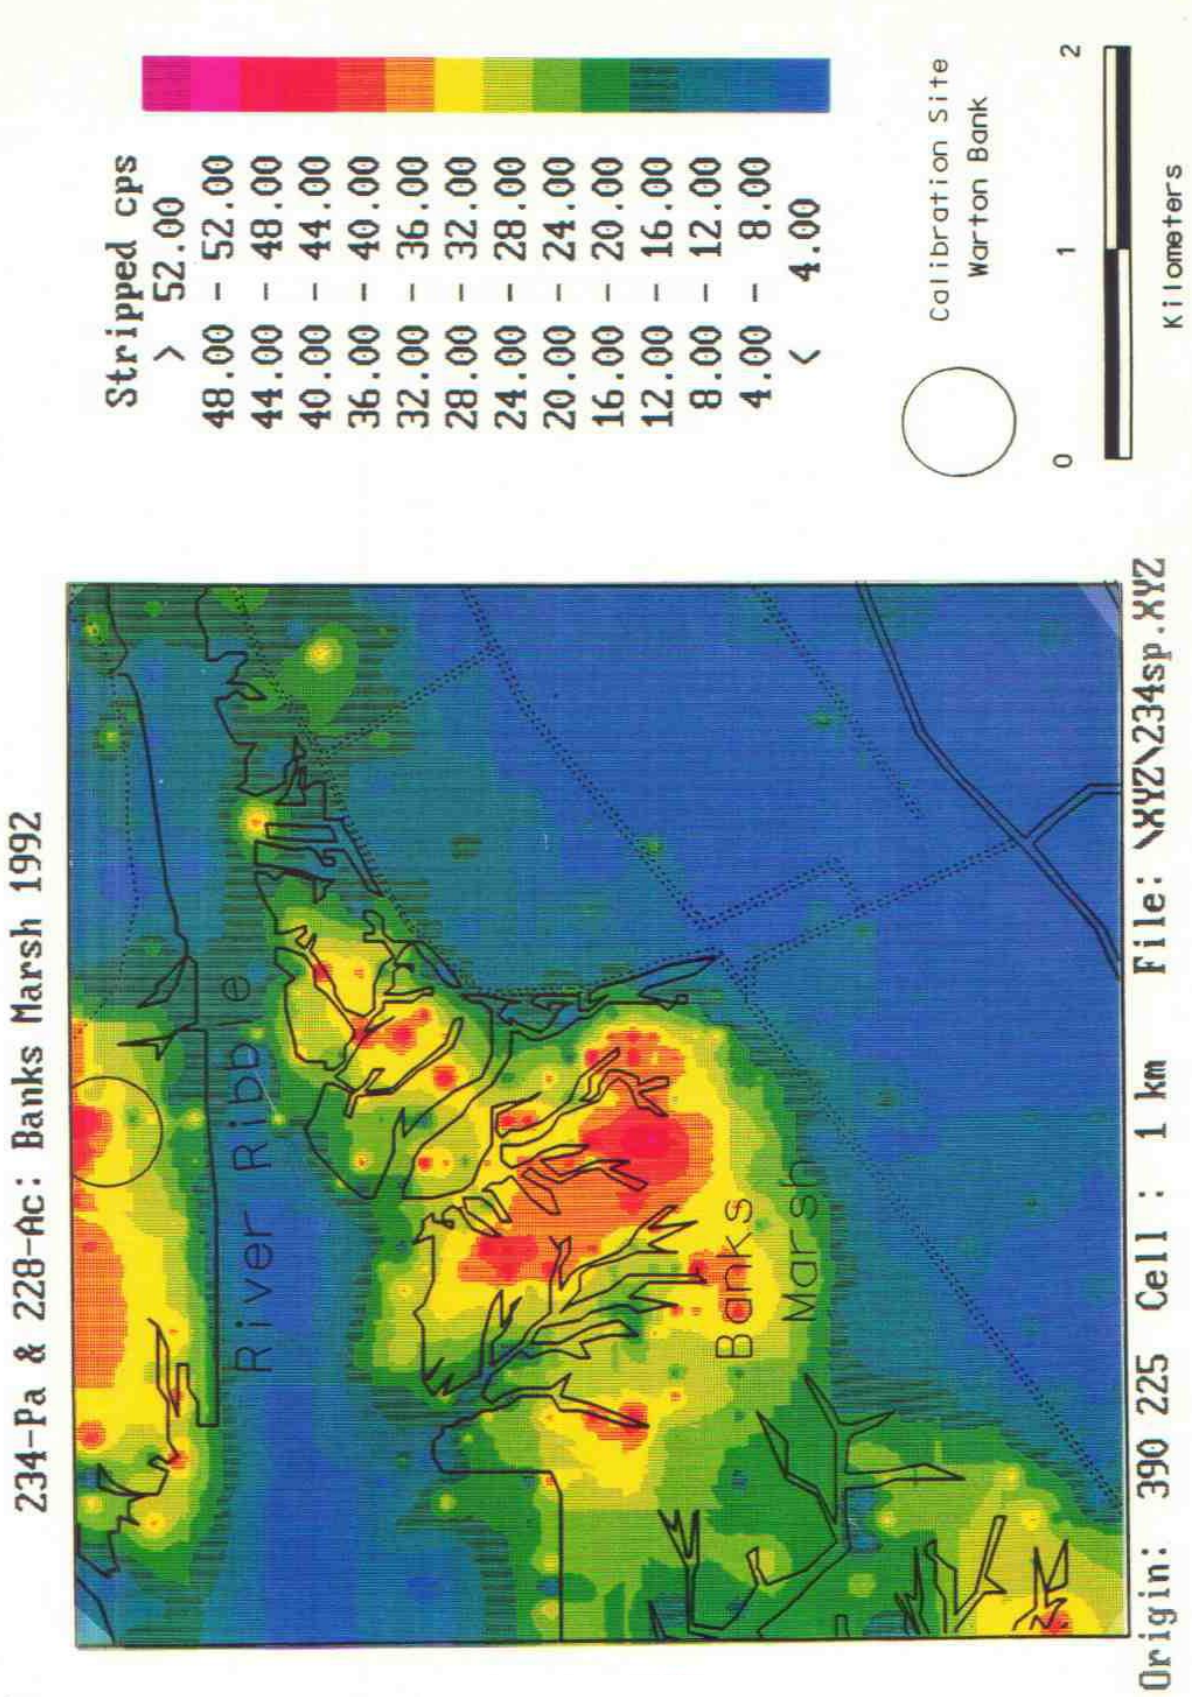 234-Pa & 228-Ac: Banks Marsh 1992
River Ribble
Banks
Marsh
Origin: 390 225 Cell : 1 km File: \XYZ\234sp.XYZ
Stripped cps
> 52.00
48.00 - 52.00
44.00 - 48.00
40.00 - 44.00
36.00 - 40.00
32.00 - 36.00
28.00 - 32.00
24.00 - 28.00
20.00 - 24.00
16.00 - 20.00
12.00 - 16.00
8.00 - 12.00
4.00 - 8.00
< 4.00
Calibration Site
Warton Bank
0 1 2
Kilometers